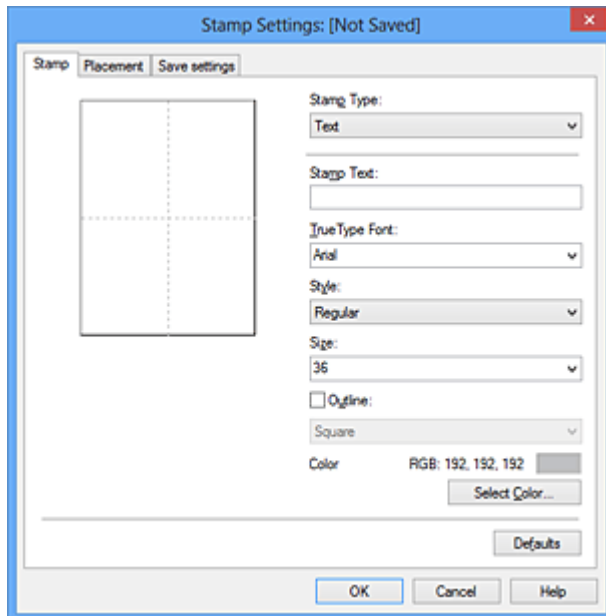 Stamp Settings: [Not Saved]
Stamp Placement Save settings
Stamp Type:
Text
Stamp Text:
TrueType Font:
Arial
Style:
Regular
Size:
36
Outline:
Square
Color RGB: 192, 192, 192
Select Color...
Defaults
OK Cancel Help